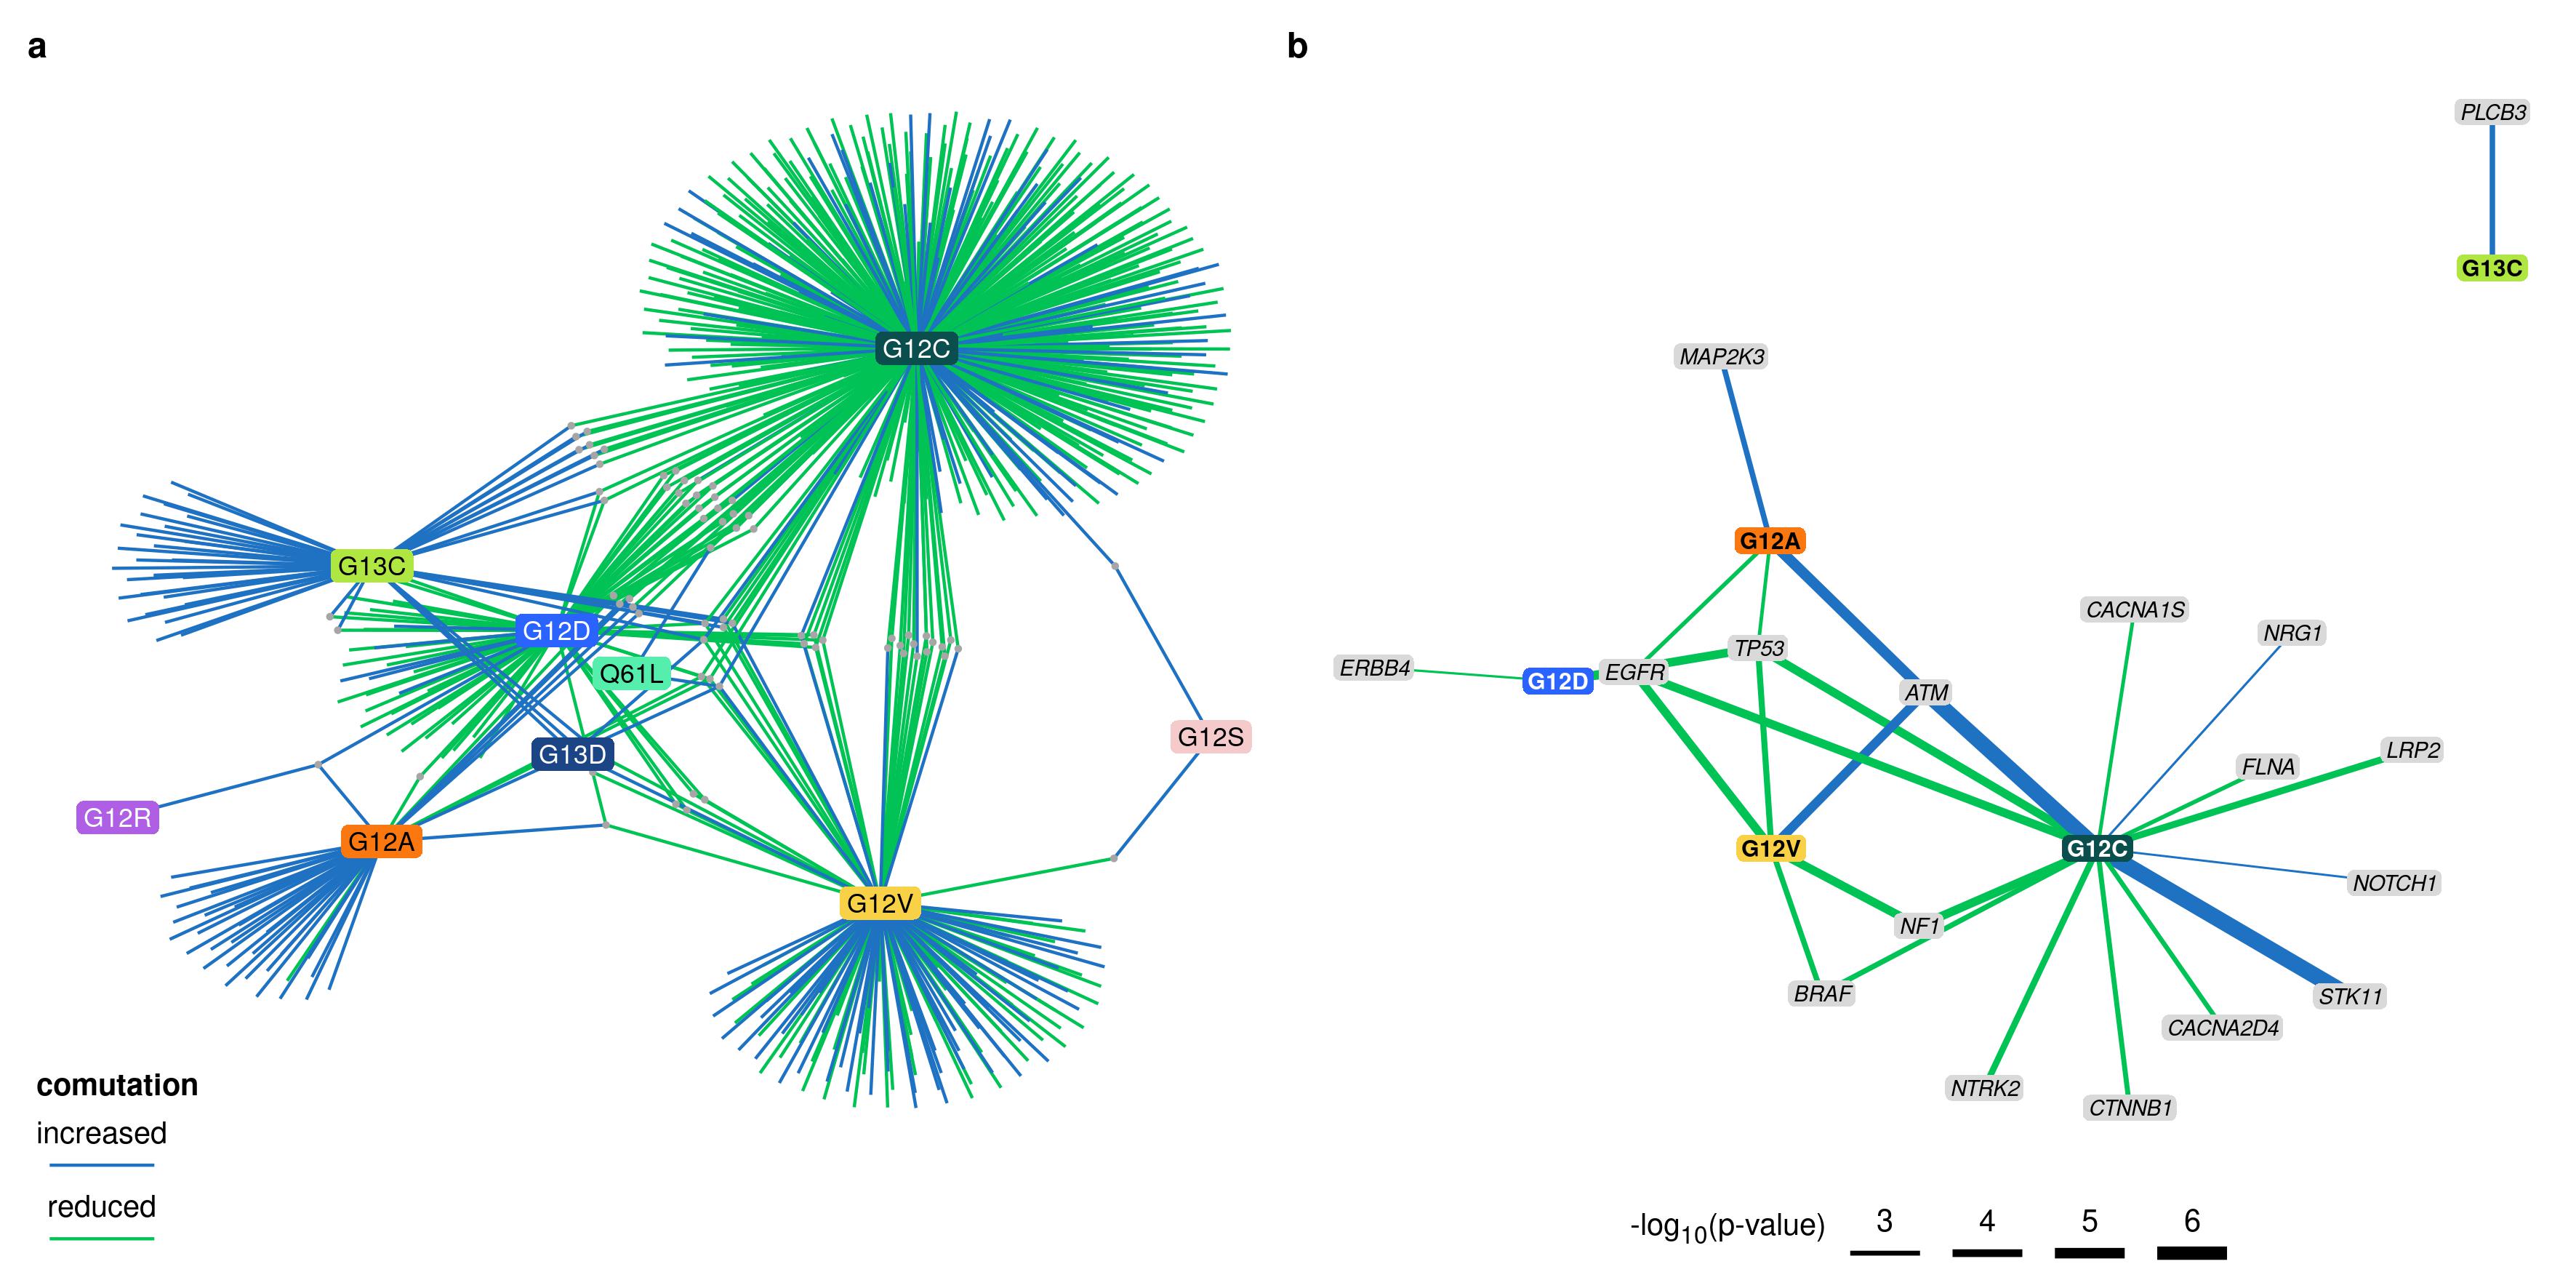 a
b
PLCB3
G13C
G12C
MAP2K3
G12A
G13C
CACNA1S
NRG1
G12D
TP53
ERBB4
G12D
EGFR
Q61L
ATM
G12S
G13D
LRP2
FLNA
G12R
G12A
G12V
G12C
NOTCH1
G12V
NF1
BRAF
STK11
CACNA2D4
NTRK2
CTNNB1
comutation
increased
reduced
-log10(p-value) 3 4 5 6